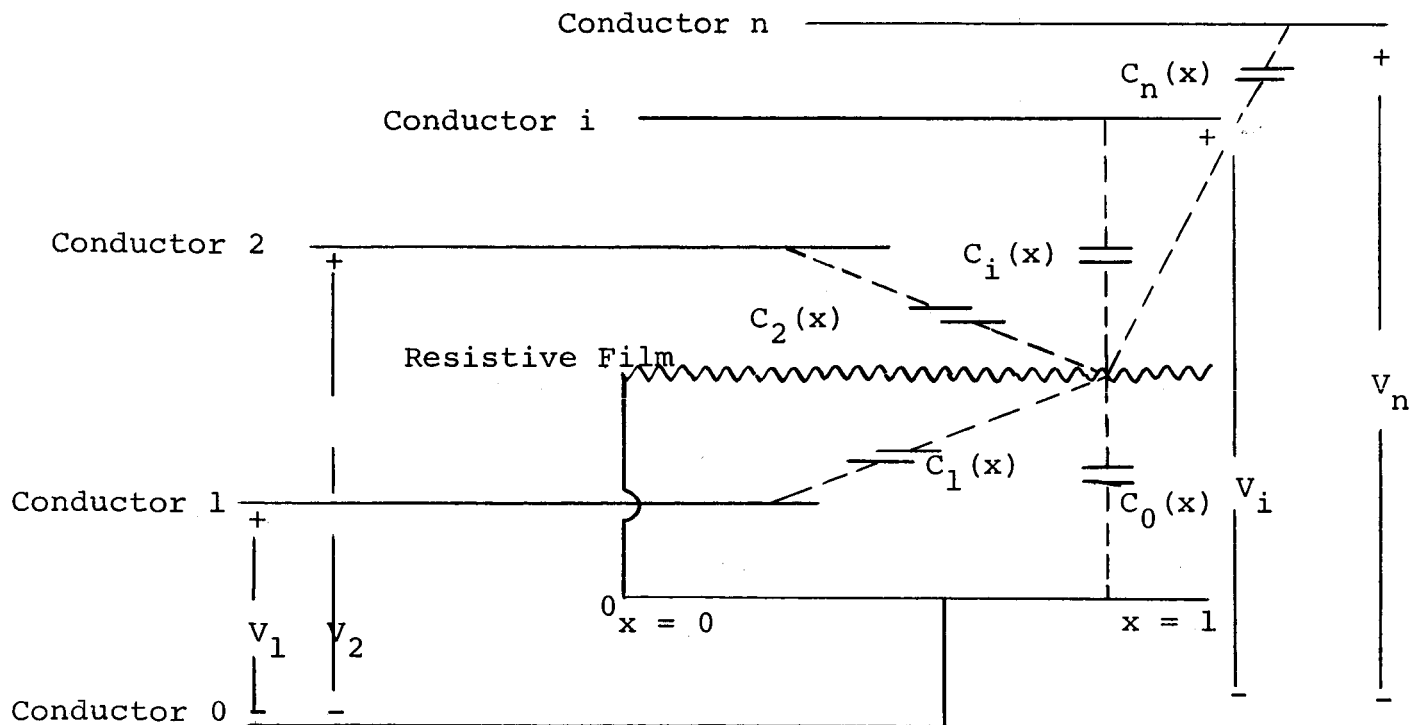 Conductor n
+
C_n(x)
Conductor i
+
Conductor 2
+
C_i(x)
C_2(x)
Resistive Film
V_n
C_1(x)
Conductor 1
+
C_0(x)
V_i
0
x = 0
x = 1
V_1
V_2
Conductor 0
-
-
-
-